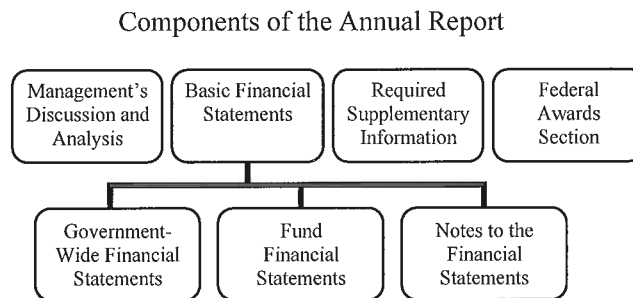 Components of the Annual Report
Management's
Discussion and
Analysis
Basic Financial
Statements
Required
Supplementary
Information
Federal
Awards
Section
Government-
Wide Financial
Statements
Fund
Financial
Statements
Notes to the
Financial
Statements